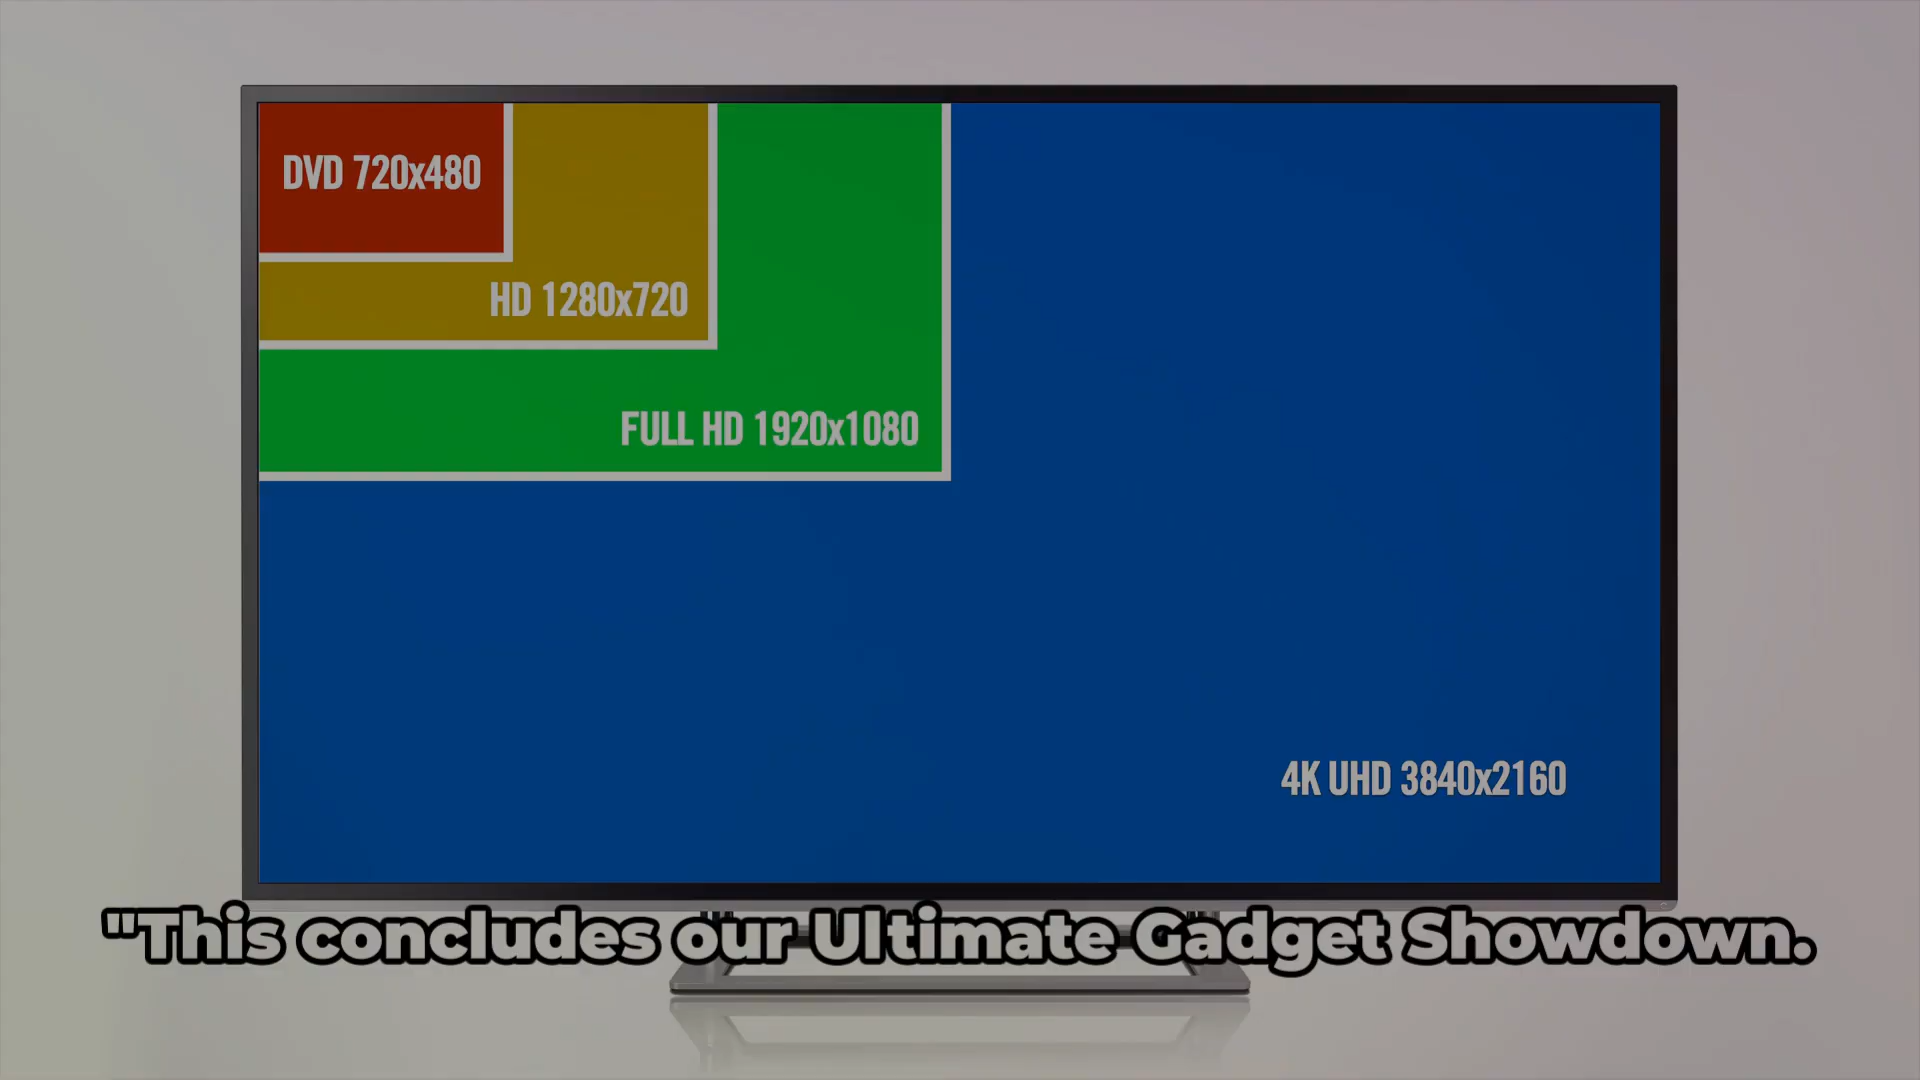 DVD 720x480
HD 1280x720
FULL HD 1920x1080
4K UHD 3840x2160
"This concludes our Ultimate Gadget Showdown.